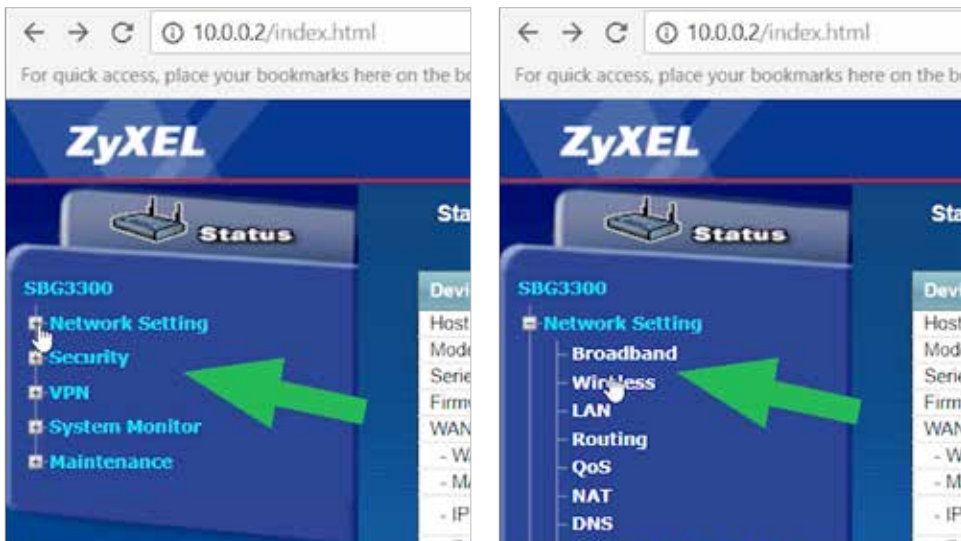 10.0.0.2/index.html
For quick access, place your bookmarks here on the
ZyXEL
Status
SBG3300
Network Setting
Security
VPN
System Monitor
Maintenance
Sta
Devi
Host
Mode
Serie
Firm
WAN
- W
- M
- IP
10.0.0.2/index.html
For quick access, place your bookmarks here on the
ZyXEL
Status
SBG3300
Network Setting
Broadband
Wireless
LAN
Routing
QoS
NAT
DNS
Sta
Devi
Host
Mod
Serie
Firm
WAN
- W
- M
- IP